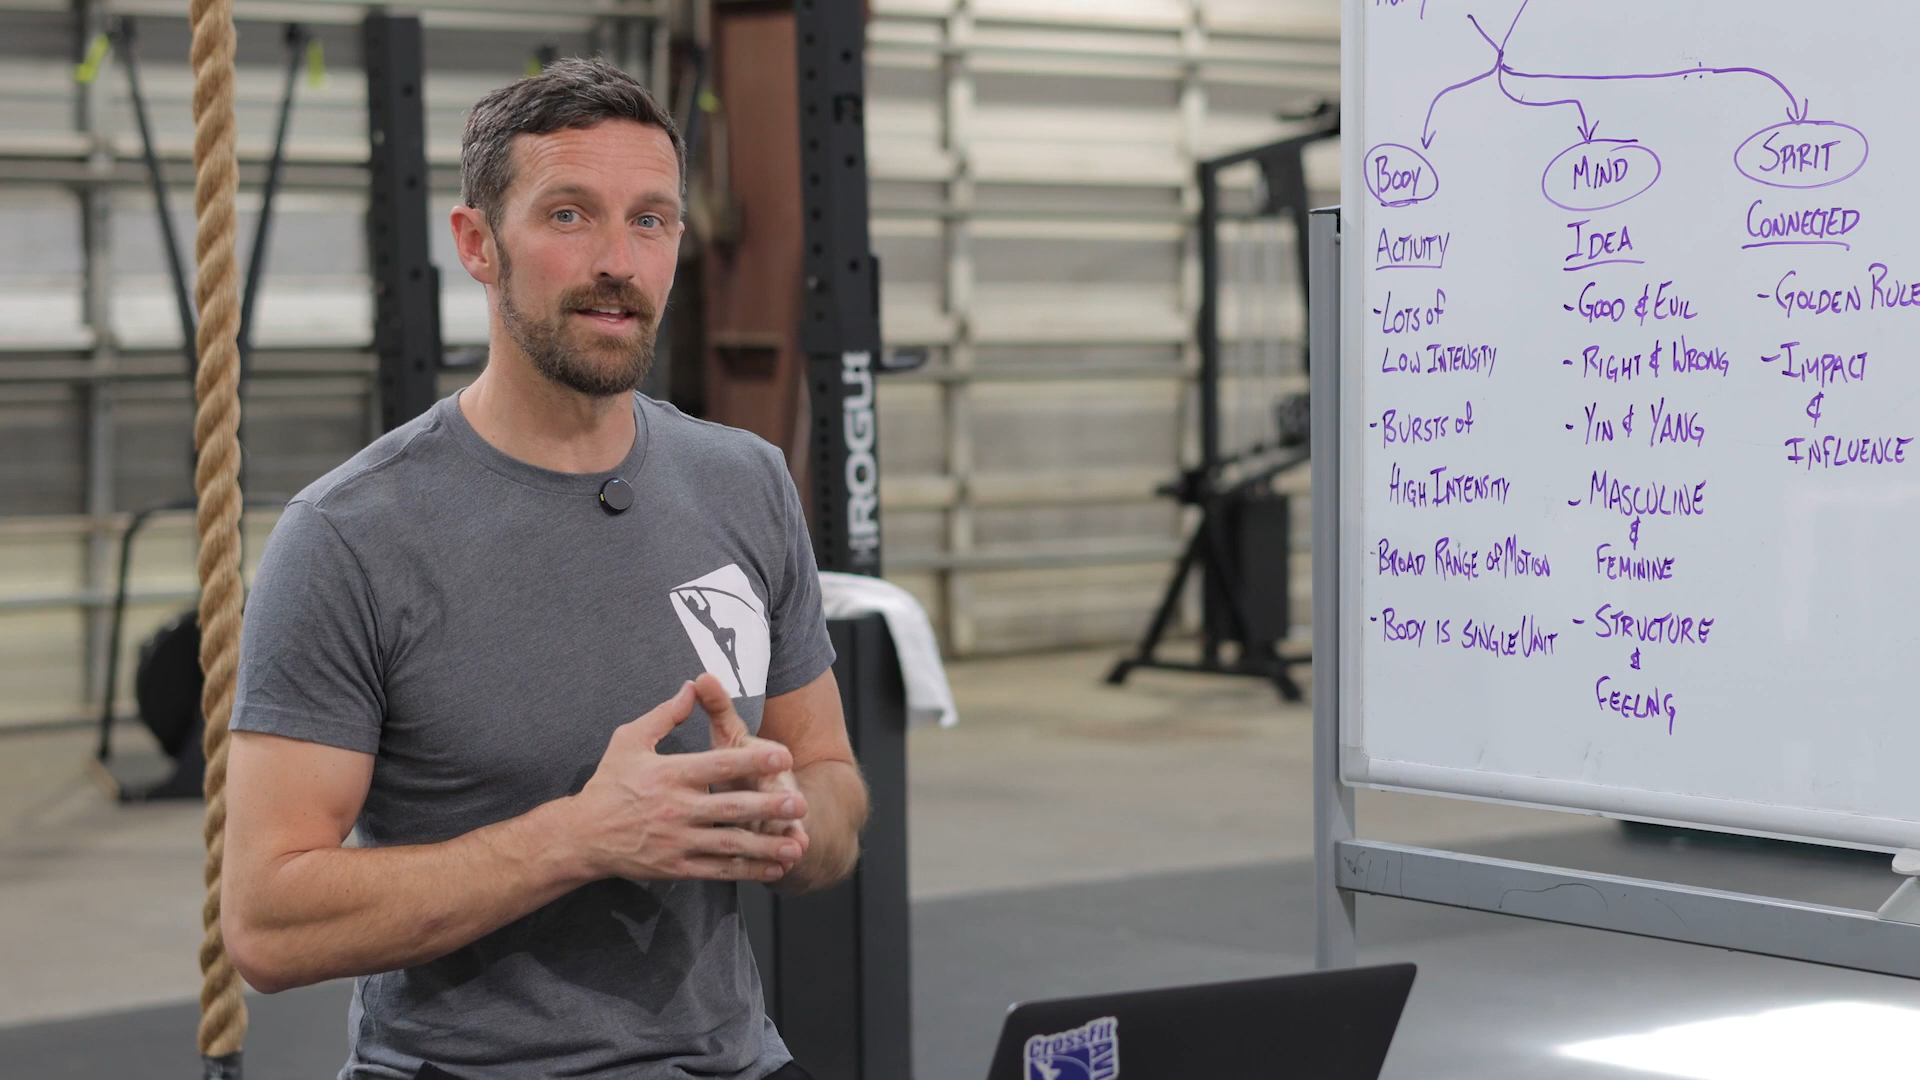 BODY
MIND
SPIRIT
ACTIVITY
- LOTS OF
LOW INTENSITY
- BURSTS OF
HIGH INTENSITY
- BROAD RANGE OF MOTION
- BODY IS SINGLE UNIT
IDEA
- GOOD & EVIL
- RIGHT & WRONG
- YIN & YANG
- MASCULINE
&
FEMININE
- STRUCTURE
&
FEELING
CONNECTED
- GOLDEN RULE
- IMPACT
&
INFLUENCE
ROGUE
CrossFit